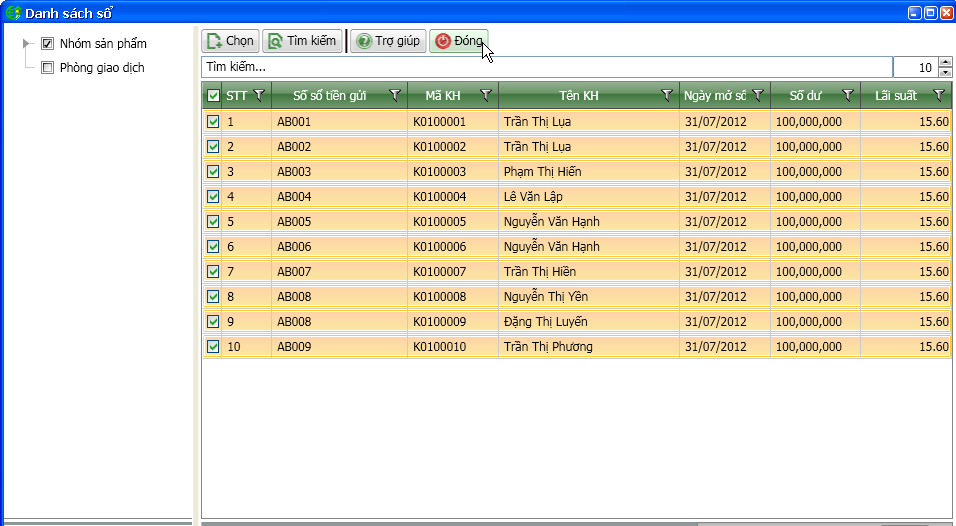 Danh sách sổ
Nhóm sản phẩm
Phòng giao dịch
Chọn Tìm kiếm Trợ giúp Đóng
Tìm kiếm... 10
STT Số sổ tiền gửi Mã KH Tên KH Ngày mở sổ Số dư Lãi suất
1 AB001 K0100001 Trần Thị Lụa 31/07/2012 100,000,000 15.60
2 AB002 K0100002 Trần Thị Lụa 31/07/2012 100,000,000 15.60
3 AB003 K0100003 Phạm Thị Hiến 31/07/2012 100,000,000 15.60
4 AB004 K0100004 Lê Văn Lập 31/07/2012 100,000,000 15.60
5 AB005 K0100005 Nguyễn Văn Hạnh 31/07/2012 100,000,000 15.60
6 AB006 K0100006 Nguyễn Văn Hạnh 31/07/2012 100,000,000 15.60
7 AB007 K0100007 Trần Thị Hiền 31/07/2012 100,000,000 15.60
8 AB008 K0100008 Nguyễn Thị Yên 31/07/2012 100,000,000 15.60
9 AB008 K0100009 Đặng Thị Luyến 31/07/2012 100,000,000 15.60
10 AB009 K0100010 Trần Thị Phương 31/07/2012 100,000,000 15.60